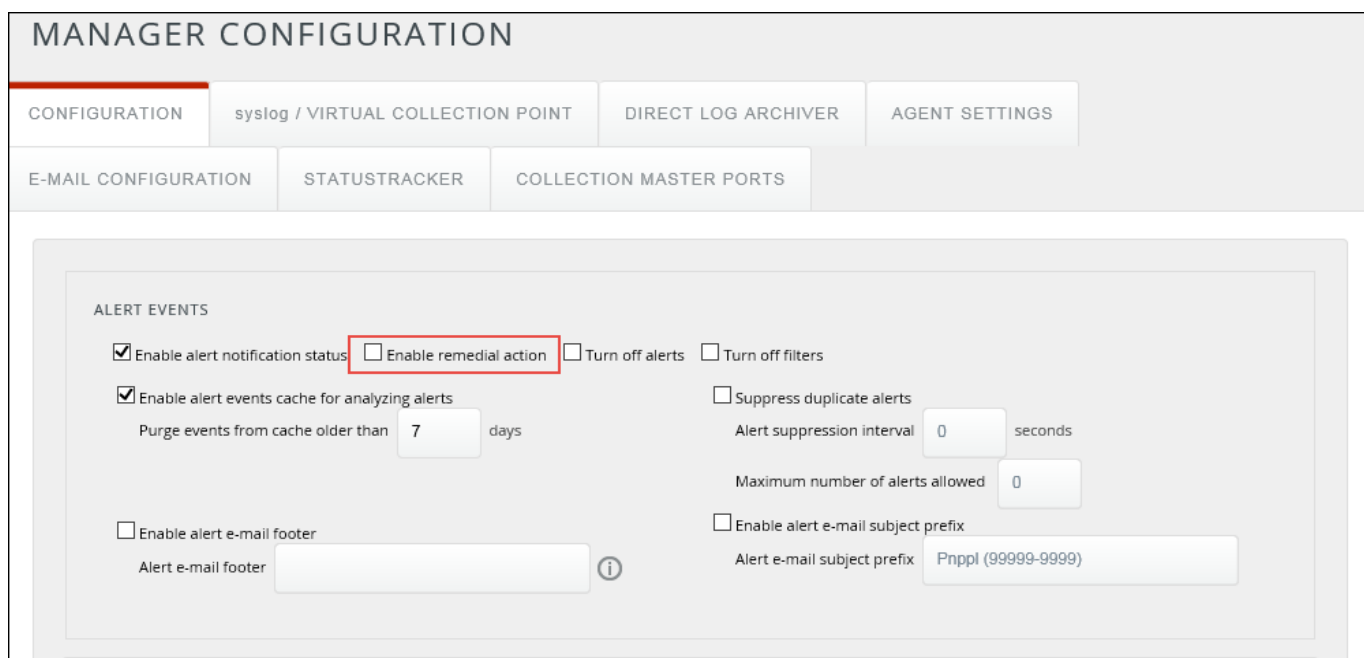 MANAGER CONFIGURATION
CONFIGURATION
syslog / VIRTUAL COLLECTION POINT
DIRECT LOG ARCHIVER
AGENT SETTINGS
E-MAIL CONFIGURATION
STATUSTRACKER
COLLECTION MASTER PORTS
ALERT EVENTS
Enable alert notification status Enable remedial action Turn off alerts Turn off filters
Enable alert events cache for analyzing alerts
Purge events from cache older than 7 days
Suppress duplicate alerts
Alert suppression interval 0 seconds
Maximum number of alerts allowed 0
Enable alert e-mail footer
Alert e-mail footer
Enable alert e-mail subject prefix
Alert e-mail subject prefix Pnppl (99999-9999)